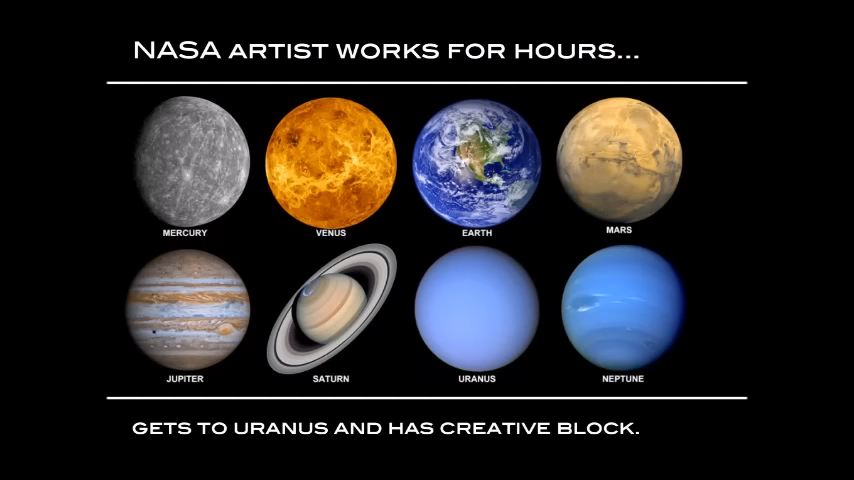 NASA ARTIST WORKS FOR HOURS...
MERCURY VENUS EARTH MARS
JUPITER SATURN URANUS NEPTUNE
GETS TO URANUS AND HAS CREATIVE BLOCK.